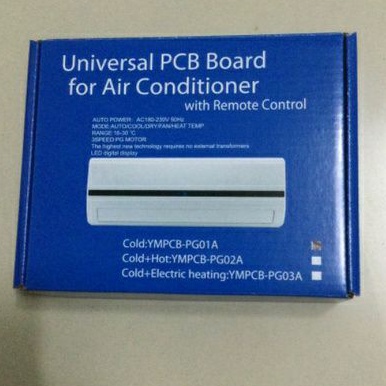 Universal PCB Board
for Air Conditioner
with Remote Control
AUTO POWER: AC180-230V 50Hz
MODE:AUTO/COOL/DRY/FAN/HEAT TEMP
RANGE:16-30 °C
3SPEED:PG MOTOR
The highest new technology requires no external transformers
LED digital display
Cold:YMPCB-PG01A
Cold+Hot:YMPCB-PG02A
Cold+Electric heating:YMPCB-PG03A